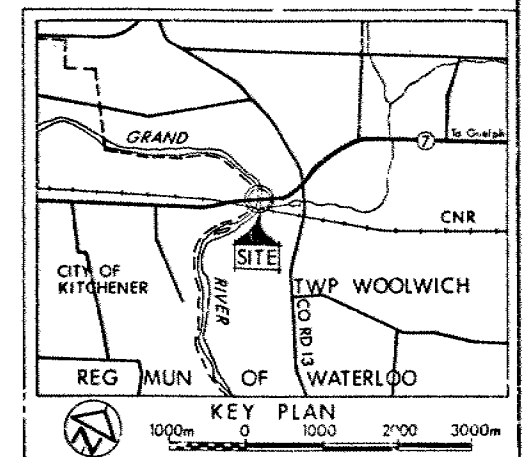 GRAND
7
To Guelph
CNR
SITE
CITY OF
KITCHENER
RIVER
TWP WOOLWICH
CO RD 13
REG MUN OF WATERLOO
KEY PLAN
N
1000m 0 1000 2000 3000m